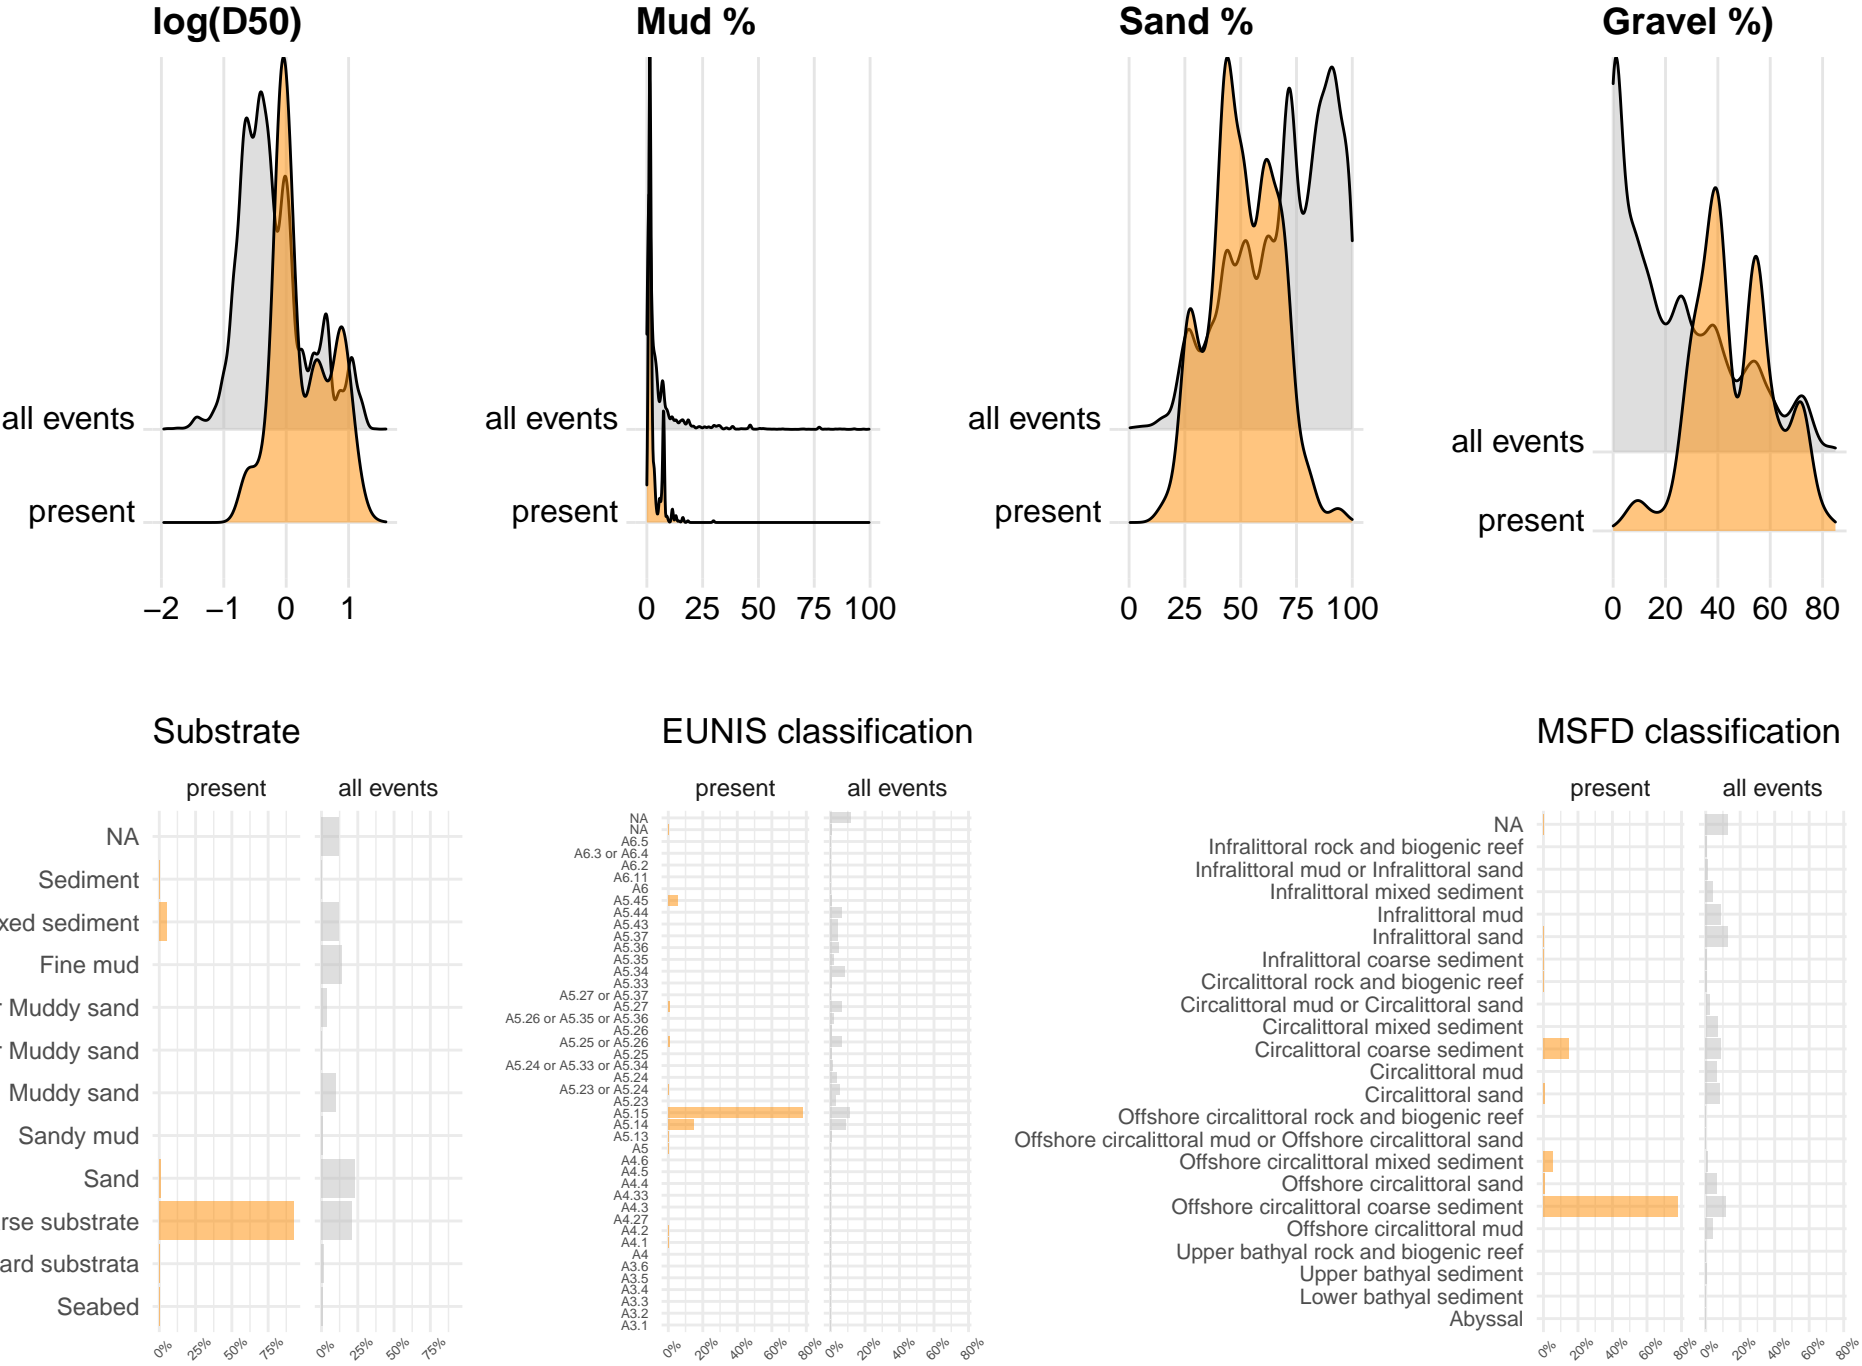 log(D50)
Mud %
Sand %
Gravel %)
all events
present
−2 −1 0 1
all events
present
0 25 50 75 100
all events
present
0 25 50 75 100
all events
present
0 20 40 60 80
Substrate
present
all events
NA
Sediment
xed sediment
Fine mud
r Muddy sand
r Muddy sand
Muddy sand
Sandy mud
Sand
rse substrate
ard substrata
Seabed
0% 25% 50% 75%
0% 25% 50% 75%
EUNIS classification
present
all events
NA
NA
A6.5
A6.3 or A6.4
A6.2
A6.11
A6
A5.45
A5.44
A5.43
A5.37
A5.36
A5.35
A5.34
A5.33
A5.27 or A5.37
A5.27
A5.26 or A5.35 or A5.36
A5.26
A5.25 or A5.26
A5.25
A5.24 or A5.33 or A5.34
A5.24
A5.23 or A5.24
A5.23
A5.15
A5.14
A5.13
A5
A4.6
A4.5
A4.4
A4.33
A4.3
A4.27
A4.2
A4.1
A4
A3.6
A3.5
A3.4
A3.3
A3.2
A3.1
0% 20% 40% 60% 80%
0% 20% 40% 60% 80%
MSFD classification
present
all events
NA
Infralittoral rock and biogenic reef
Infralittoral mud or Infralittoral sand
Infralittoral mixed sediment
Infralittoral mud
Infralittoral sand
Infralittoral coarse sediment
Circalittoral rock and biogenic reef
Circalittoral mud or Circalittoral sand
Circalittoral mixed sediment
Circalittoral coarse sediment
Circalittoral mud
Circalittoral sand
Offshore circalittoral rock and biogenic reef
Offshore circalittoral mud or Offshore circalittoral sand
Offshore circalittoral mixed sediment
Offshore circalittoral sand
Offshore circalittoral coarse sediment
Offshore circalittoral mud
Upper bathyal rock and biogenic reef
Upper bathyal sediment
Lower bathyal sediment
Abyssal
0% 20% 40% 60% 80%
0% 20% 40% 60% 80%